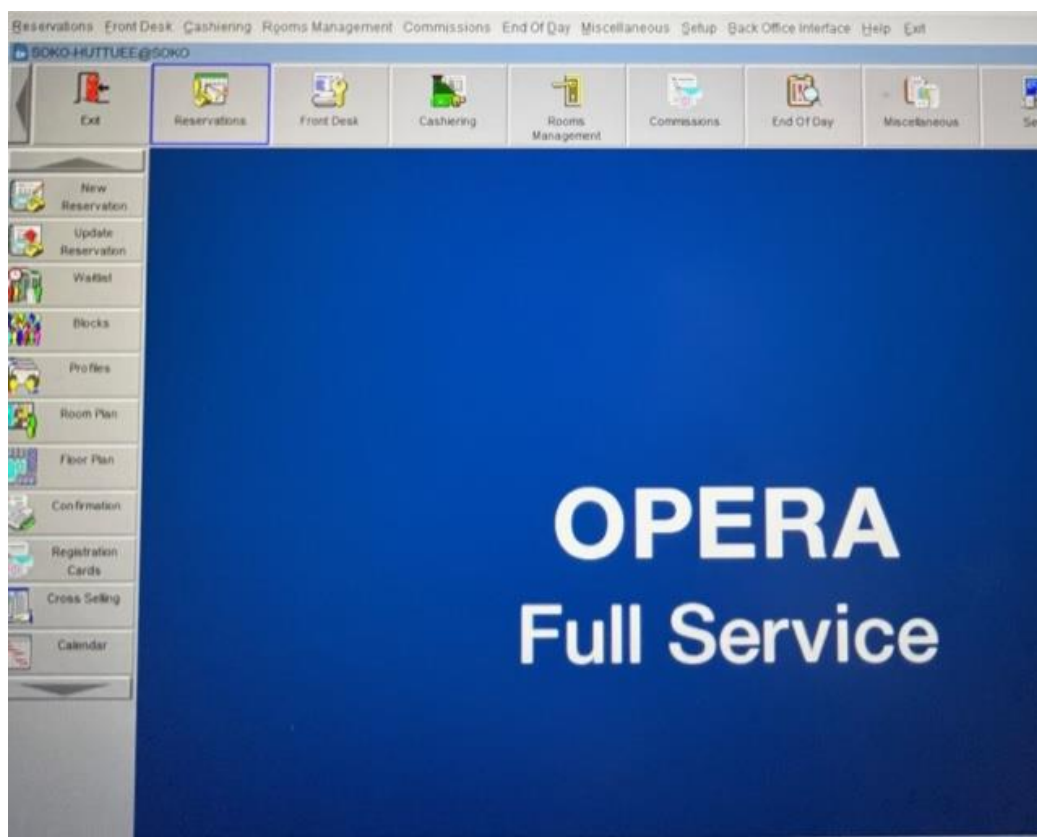 Reservations Front Desk Cashiering Rooms Management Commissions End Of Day Miscellaneous Setup Back Office Interface Help Exit
SOKO-HUTTUEE@SOKO
Exit Reservations Front Desk Cashiering Rooms Management Commissions End Of Day Miscellaneous
New
Reservation
Update
Reservation
Waitlist
Blocks
Profiles
Room Plan
Floor Plan
Confirmation
Registration
Cards
Cross Selling
Calendar
OPERA
Full Service